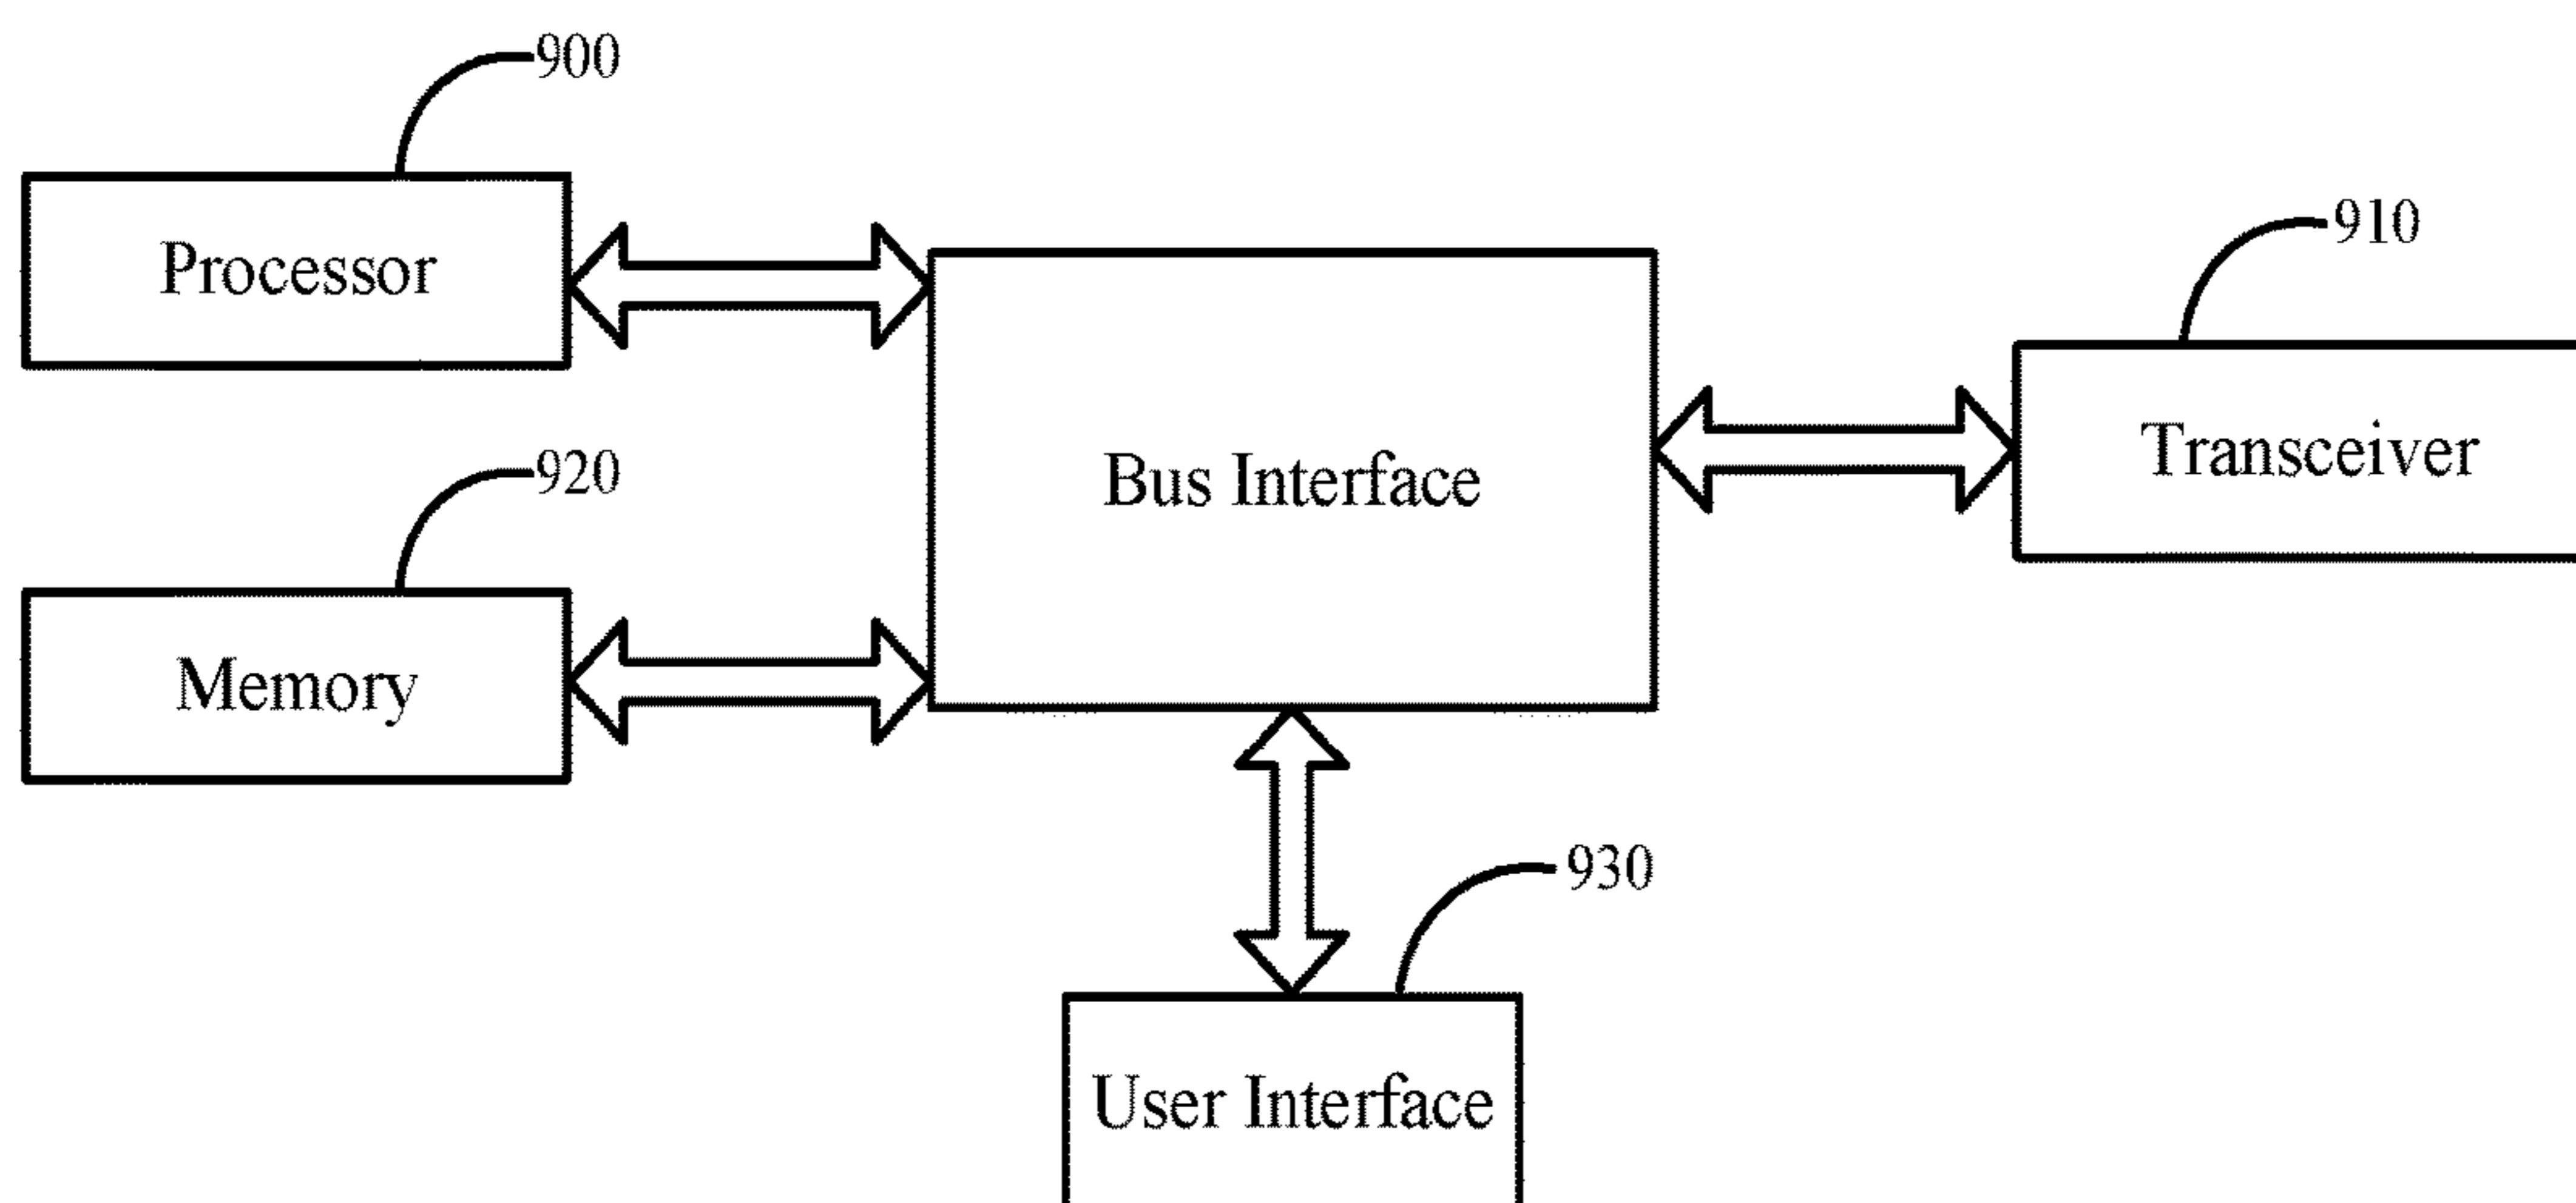 900
Processor
910
Bus Interface
Transceiver
920
Memory
930
User Interface